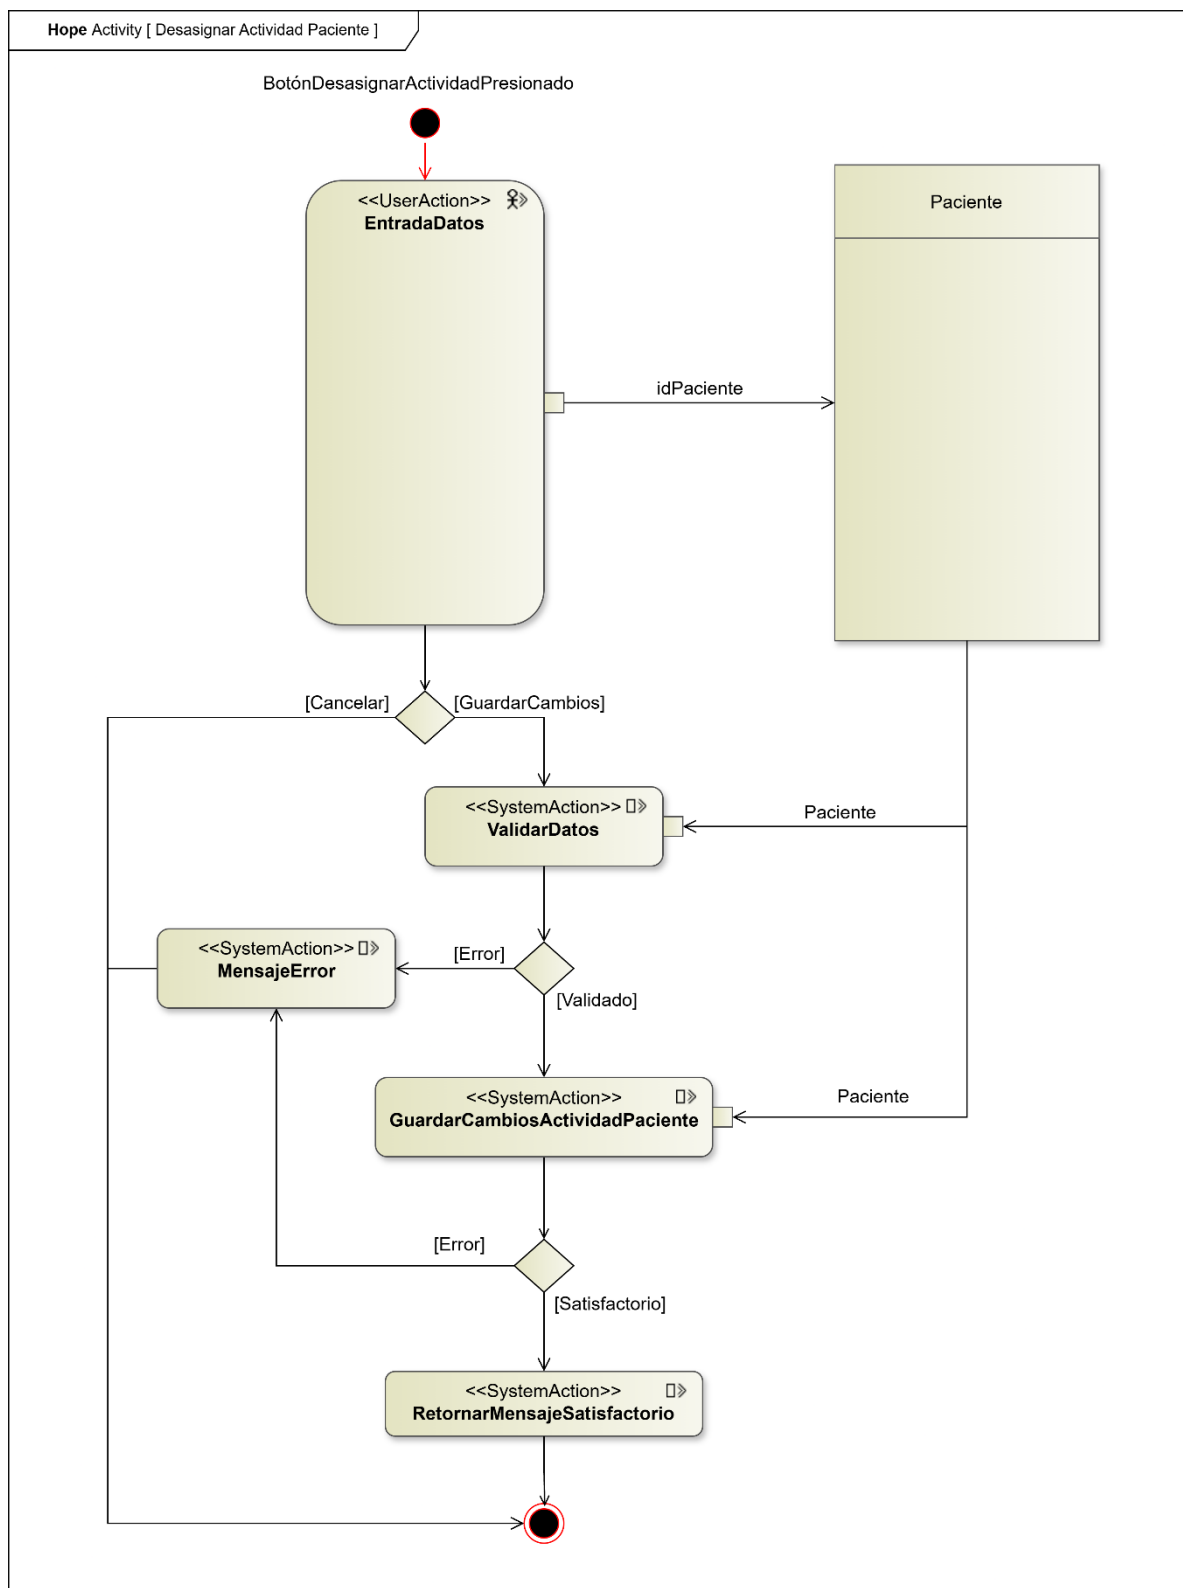 Hope Activity [ Desasignar Actividad Paciente ]
BotónDesasignarActividadPresionado
<<UserAction>>
EntradaDatos
Paciente
idPaciente
[Cancelar]
[GuardarCambios]
<<SystemAction>>
ValidarDatos
Paciente
<<SystemAction>>
MensajeError
[Error]
[Validado]
<<SystemAction>>
GuardarCambiosActividadPaciente
Paciente
[Error]
[Satisfactorio]
<<SystemAction>>
RetornarMensajeSatisfactorio